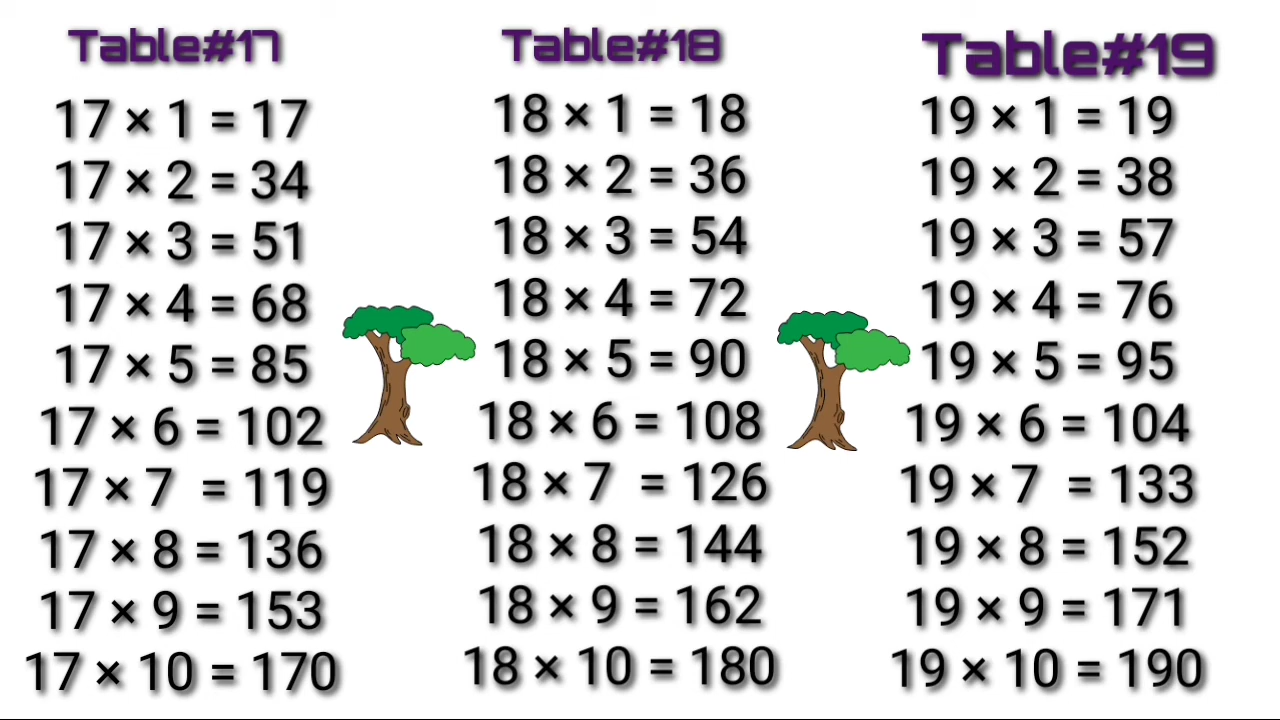 Table#17
17 × 1 = 17
17 × 2 = 34
17 × 3 = 51
17 × 4 = 68
17 × 5 = 85
17 × 6 = 102
17 × 7 = 119
17 × 8 = 136
17 × 9 = 153
17 × 10 = 170
Table#18
18 × 1 = 18
18 × 2 = 36
18 × 3 = 54
18 × 4 = 72
18 × 5 = 90
18 × 6 = 108
18 × 7 = 126
18 × 8 = 144
18 × 9 = 162
18 × 10 = 180
Table#19
19 × 1 = 19
19 × 2 = 38
19 × 3 = 57
19 × 4 = 76
19 × 5 = 95
19 × 6 = 104
19 × 7 = 133
19 × 8 = 152
19 × 9 = 171
19 × 10 = 190